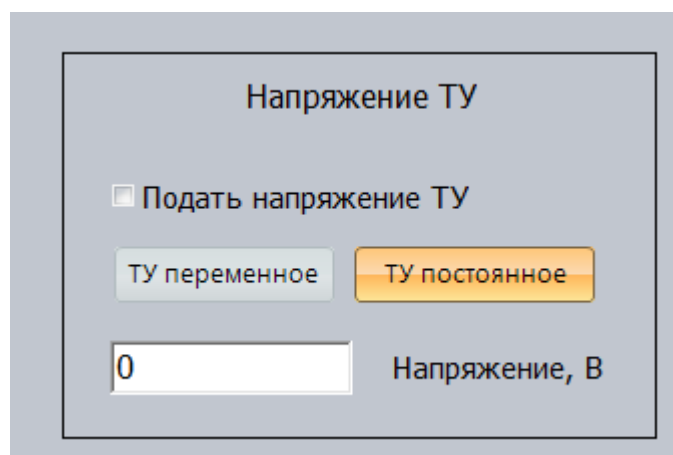 Напряжение ТУ
Подать напряжение ТУ
ТУ переменное ТУ постоянное
0 Напряжение, В